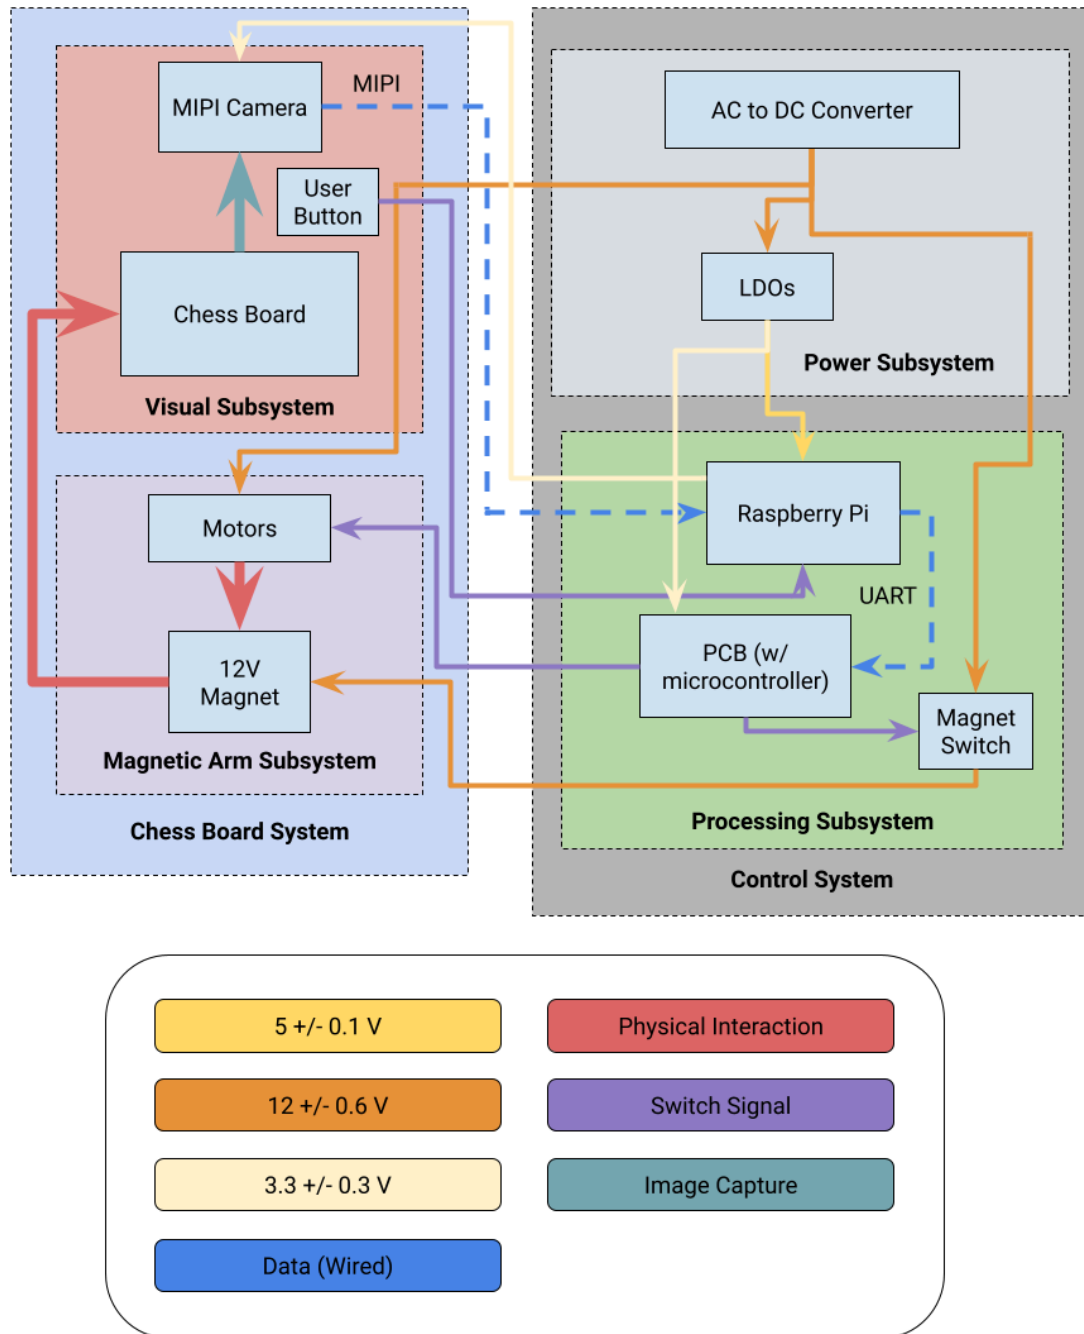 MIPI Camera
MIPI
User
Button
Chess Board
Visual Subsystem
Motors
12V
Magnet
Magnetic Arm Subsystem
Chess Board System
AC to DC Converter
LDOs
Power Subsystem
Raspberry Pi
UART
PCB (w/
microcontroller)
Magnet
Switch
Processing Subsystem
Control System
5 +/- 0.1 V
Physical Interaction
12 +/- 0.6 V
Switch Signal
3.3 +/- 0.3 V
Image Capture
Data (Wired)